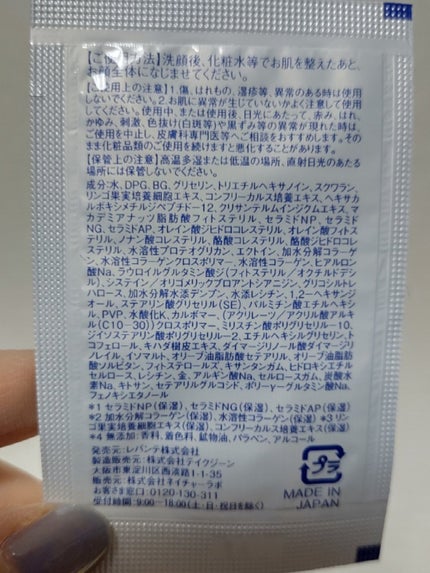 【ご使用方法】洗顔後、化粧水等でお肌を整えたあと、
お顔全体になじませてください。
【ご使用上の注意】1.傷、はれもの、湿疹等、異常のある時は使用
しないでください。2.お肌に異常が生じていないかよく注意して使用
してください。使用中、または使用後、日光にあたって、赤み、はれ、
かゆみ、刺激、色抜け(白斑等)や黒ずみ等の異常が現れた時は、
ご使用を中止し、皮膚科専門医等へご相談をおすすめします。その
まま化粧品類のご使用を続けますと悪化することがあります。
【保管上の注意】高温多湿または低温の場所、直射日光のあたる
場所には保管しないでください。
成分:水、DPG、BG、グリセリン、トリエチルヘキサノイン、スクワラン、
リンゴ果実培養細胞エキス、コンフリーカルス培養エキス、ヘキサカ
ルボキシメチルジペプチド-12、クリサンテルムインジクムエキス、マ
カデミアナッツ脂肪酸フィトステリル、セラミドNP、セラミド
NG、セラミドAP、オレイン酸ジヒドロコレステリル、オレイン酸フィトス
テリル、ノナン酸コレステリル、酪酸コレステリル、酪酸ジヒドロコレ
ステリル、水溶性プロテオグリカン、エクトイン、加水分解コラーゲ
ン、水溶性コラーゲンクロスポリマー、水溶性コラーゲン、ヒアルロン
酸Na、ラウロイルグルタミン酸ジ(フィトステリル/オクチルドデシ
ル)、システイン/オリゴメリックプロアントシアニジン、グリコシルト
レハロース、加水分解水添デンプン、水添レシチン、1,2-ヘキサンジ
オール、ステアリン酸グリセリル(SE)、パルミチン酸エチルヘキシ
ル、PVP、水酸化K、カルボマー、(アクリレーツ/アクリル酸アルキ
ル(C10-30))クロスポリマー、ミリスチン酸ポリグリセリル-10、
ジイソステアリン酸ポリグリセリル-2、エチルヘキシルグリセリン、ト
コフェロール、キハダ樹皮エキス、ダイマージリノール酸ダイマージリ
ノレイル、イソマルト、オリーブ油脂肪酸セテアリル、オリーブ油脂肪
酸ソルビタン、フィトステロールズ、キサンタンガム、ヒドロキシエチル
セルロース、レシチン、金、アルギン酸Na、セルロースガム、炭酸水
素Na、キトサン、セテアリルグルコシド、ポリ-γ-グルタミン酸Na、
フェノキシエタノール
*1 セラミドNP(保湿)、セラミドNG(保湿)、セラミドAP(保湿)
*2 加水分解コラーゲン(保湿)、水溶性コラーゲン(保湿) *3 リン
ゴ果実培養細胞エキス(保湿)、コンフリーカルス培養エキス(保湿)
*4 無添加:香料、着色料、鉱物油、パラベン、アルコール
発売元:レバンテ株式会社
製造販売元:株式会社テイクジーン
大阪市東淀川区西淡路1-1-35
販売元:株式会社ネイチャーラボ
お客さま窓口:0120-130-311
受付時間:9:00~18:00(土・日・祝日を除く)
プラ
MADE IN
JAPAN